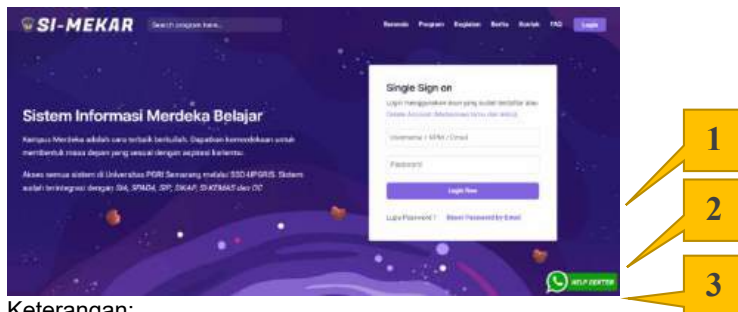 SI-MEKAR
Search program here..
Beranda Program Kegiatan Berita Kontak FAQ Login
Single Sign on
Login menggunakan akun yang sudah terdaftar atau
Sistem Informasi Merdeka Belajar
Kampus Merdeka adalah cara terbaik berkuliah. Dapatkan kemerdekaan untuk
membentuk masa depan yang sesuai dengan aspirasi kariermu.
Username / NPM / Email
Password
Akses semua sistem di Universitas PGRI Semarang melalui SSO UPGRIS. Sistem
sudah terintegrasi dengan SIA, SPADA, SIP, SIKAP, SI-KEMAS dan OC
Login Now
Lupa Password ? Reset Password by Email
HELP CENTER
1
2
3
Keterangan: